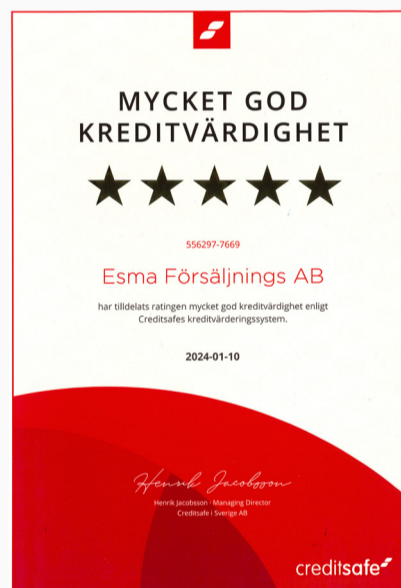 MYCKET GOD
KREDITVÄRDIGHET
556297-7669
Esma Försäljnings AB
har tilldelats ratingen mycket god kreditvärdighet enligt
Creditsafes kreditvärderingssystem.
2024-01-10
Henrik Jacobsson
Henrik Jacobsson - Managing Director
Creditsafe i Sverige AB
creditsafe